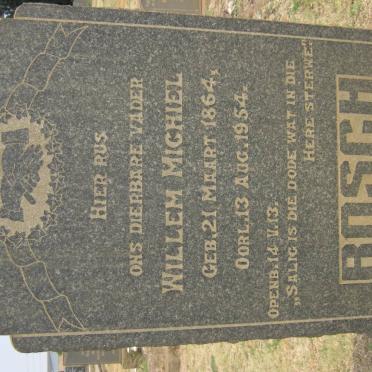 HIER RUS
ONS DIERBARE VADER
WILLEM MICHIEL
GEB. 21 MAART 1864,
OORL. 13 AUG. 1954.
OPENB. 14 V. 13.
„SALIG IS DIE DODE WAT IN DIE
HERE STERWE."
BOSCH